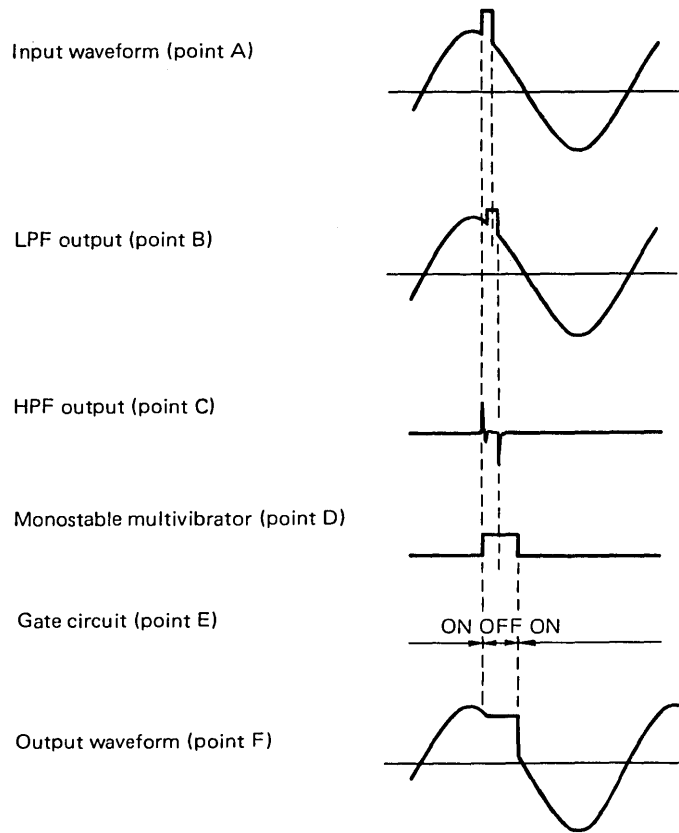 Input waveform (point A)
LPF output (point B)
HPF output (point C)
Monostable multivibrator (point D)
Gate circuit (point E)
ON OFF ON
Output waveform (point F)